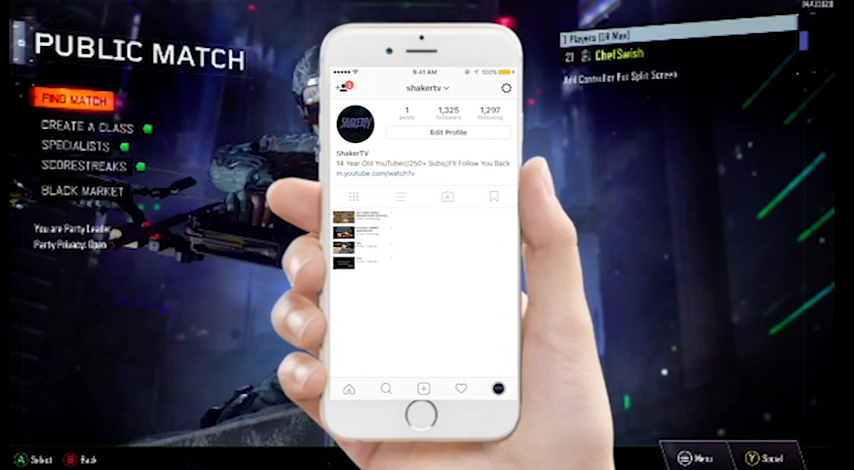 PUBLIC MATCH
FIND MATCH
CREATE A CLASS
SPECIALISTS
SCORESTREAKS
BLACK MARKET
You are Party Leader
Party Privacy: Open
Select
Back
9:41 AM
100%
shakertv
SHAKERTV
1
posts
1,325
followers
1,297
following
Edit Profile
ShakerTV
14 Year Old YouTuber//250+ Subs//I'll Follow You Back
m.youtube.com/watch?v
1 Players (18 Max)
21 ChefSwish
Add Controller For Split Screen
Menu
Y Social